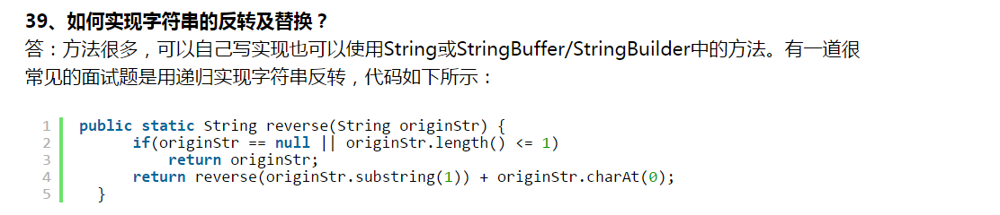 39、如何实现字符串的反转及替换？
答：方法很多，可以自己写实现也可以使用String或StringBuffer/StringBuilder中的方法。有一道很
常见的面试题是用递归实现字符串反转，代码如下所示：
1 public static String reverse(String originStr) {
2 if(originStr == null || originStr.length() <= 1)
3 return originStr;
4 return reverse(originStr.substring(1)) + originStr.charAt(0);
5 }